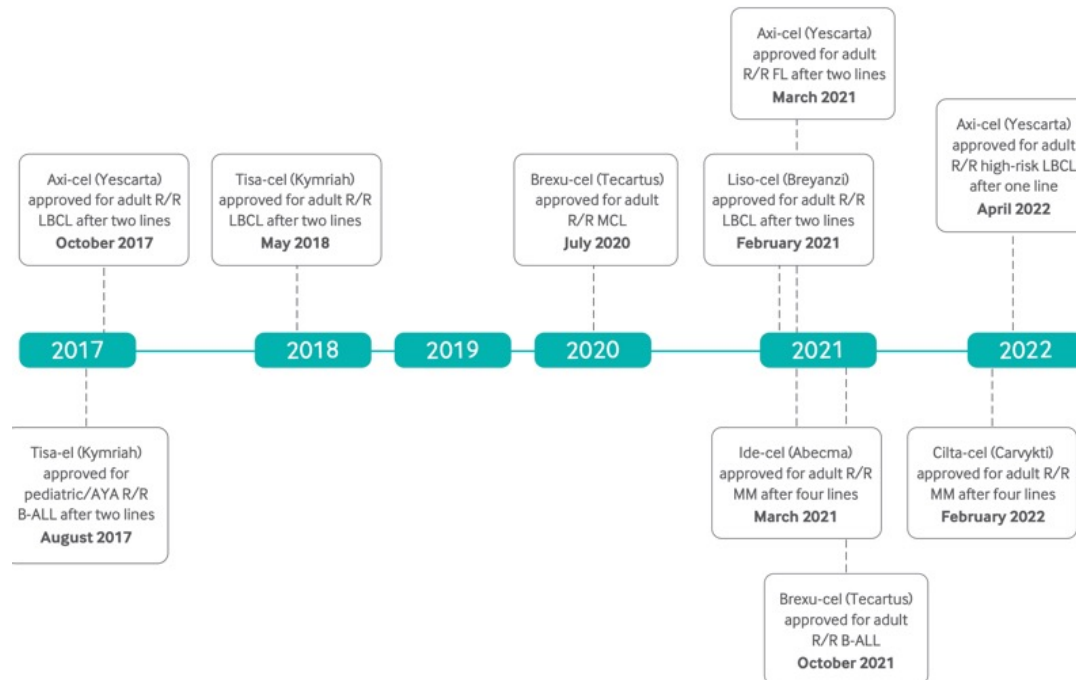 Axi-cel (Yescarta)
approved for adult
R/R FL after two lines
March 2021
Axi-cel (Yescarta)
approved for adult
R/R high-risk LBCL
after one line
April 2022
Axi-cel (Yescarta)
approved for adult R/R
LBCL after two lines
October 2017
Tisa-cel (Kymriah)
approved for adult R/R
LBCL after two lines
May 2018
Brexu-cel (Tecartus)
approved for adult
R/R MCL
July 2020
Liso-cel (Breyanzi)
approved for adult R/R
LBCL after two lines
February 2021
2017
2018
2019
2020
2021
2022
Tisa-el (Kymriah)
approved for
pediatric/AYA R/R
B-ALL after two lines
August 2017
Ide-cel (Abecma)
approved for adult R/R
MM after four lines
March 2021
Cilta-cel (Carvykti)
approved for adult R/R
MM after four lines
February 2022
Brexu-cel (Tecartus)
approved for adult
R/R B-ALL
October 2021